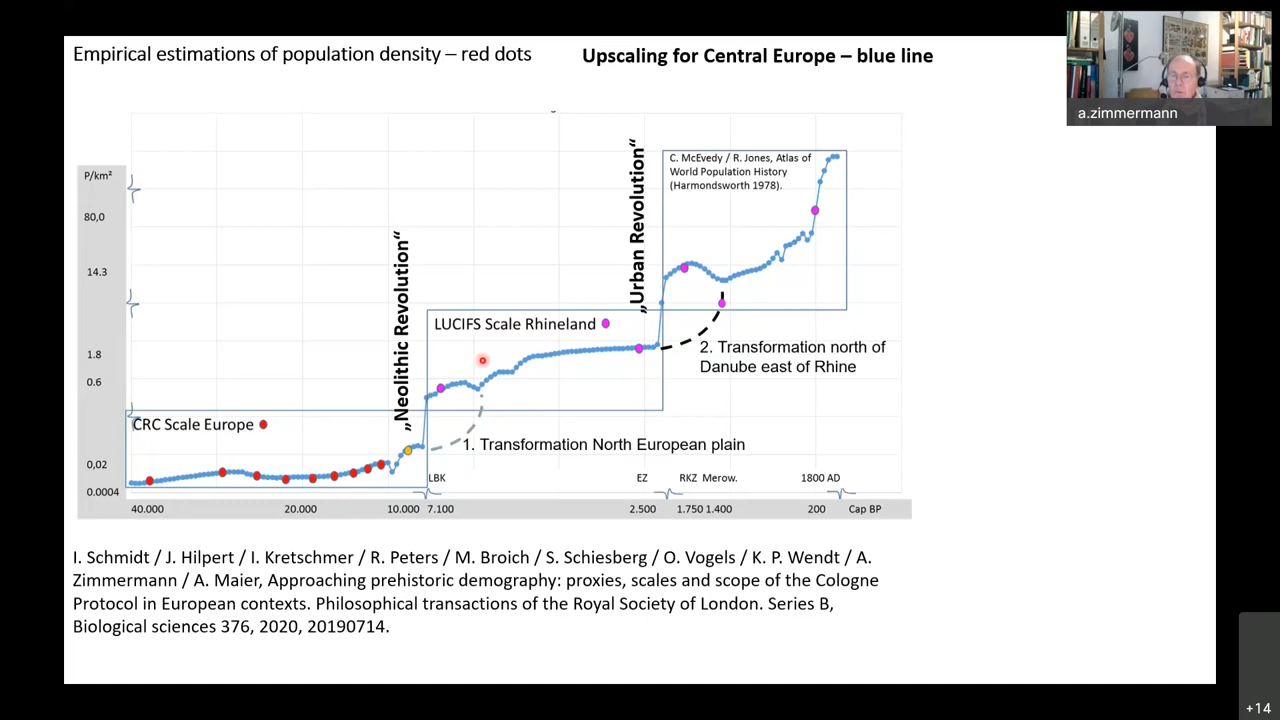 Empirical estimations of population density – red dots
Upscaling for Central Europe – blue line
a.zimmermann
P/km²
80,0
14.3
1.8
0.6
0,02
0.0004
„Neolithic Revolution“
„Urban Revolution“
C. McEvedy / R. Jones, Atlas of
World Population History
(Harmondsworth 1978).
LUCIFS Scale Rhineland
2. Transformation north of
Danube east of Rhine
CRC Scale Europe
1. Transformation North European plain
LBK
EZ
RKZ Merow.
1800 AD
40.000
20.000
10.000
7.100
2.500
1.750
1.400
200
Cap BP
I. Schmidt / J. Hilpert / I. Kretschmer / R. Peters / M. Broich / S. Schiesberg / O. Vogels / K. P. Wendt / A.
Zimmermann / A. Maier, Approaching prehistoric demography: proxies, scales and scope of the Cologne
Protocol in European contexts. Philosophical transactions of the Royal Society of London. Series B,
Biological sciences 376, 2020, 20190714.
+14